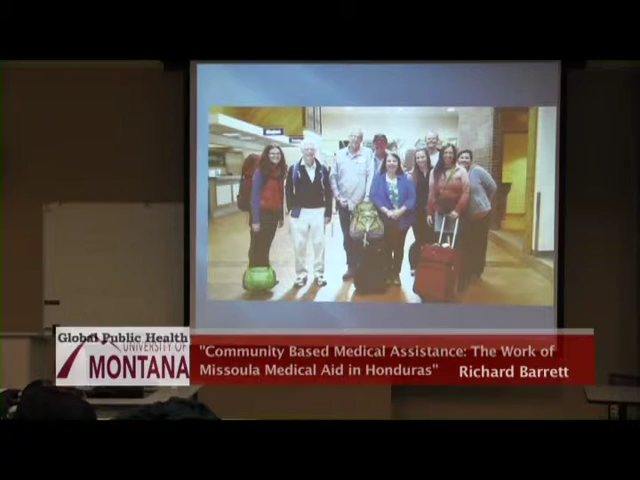 Global Public Health
UNIVERSITY OF
MONTANA
"Community Based Medical Assistance: The Work of
Missoula Medical Aid in Honduras"
Richard Barrett